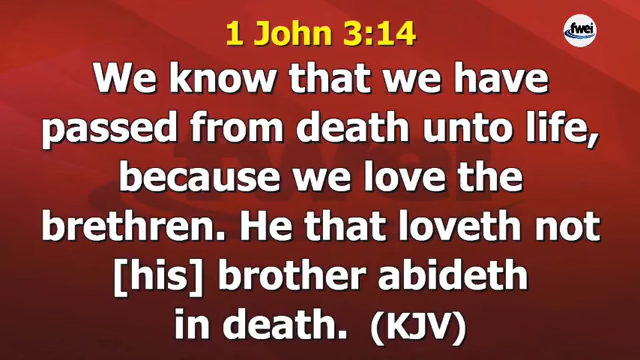 1 John 3:14
fwei
We know that we have
passed from death unto life,
because we love the
brethren. He that loveth not
[his] brother abideth
in death. (KJV)
fwei